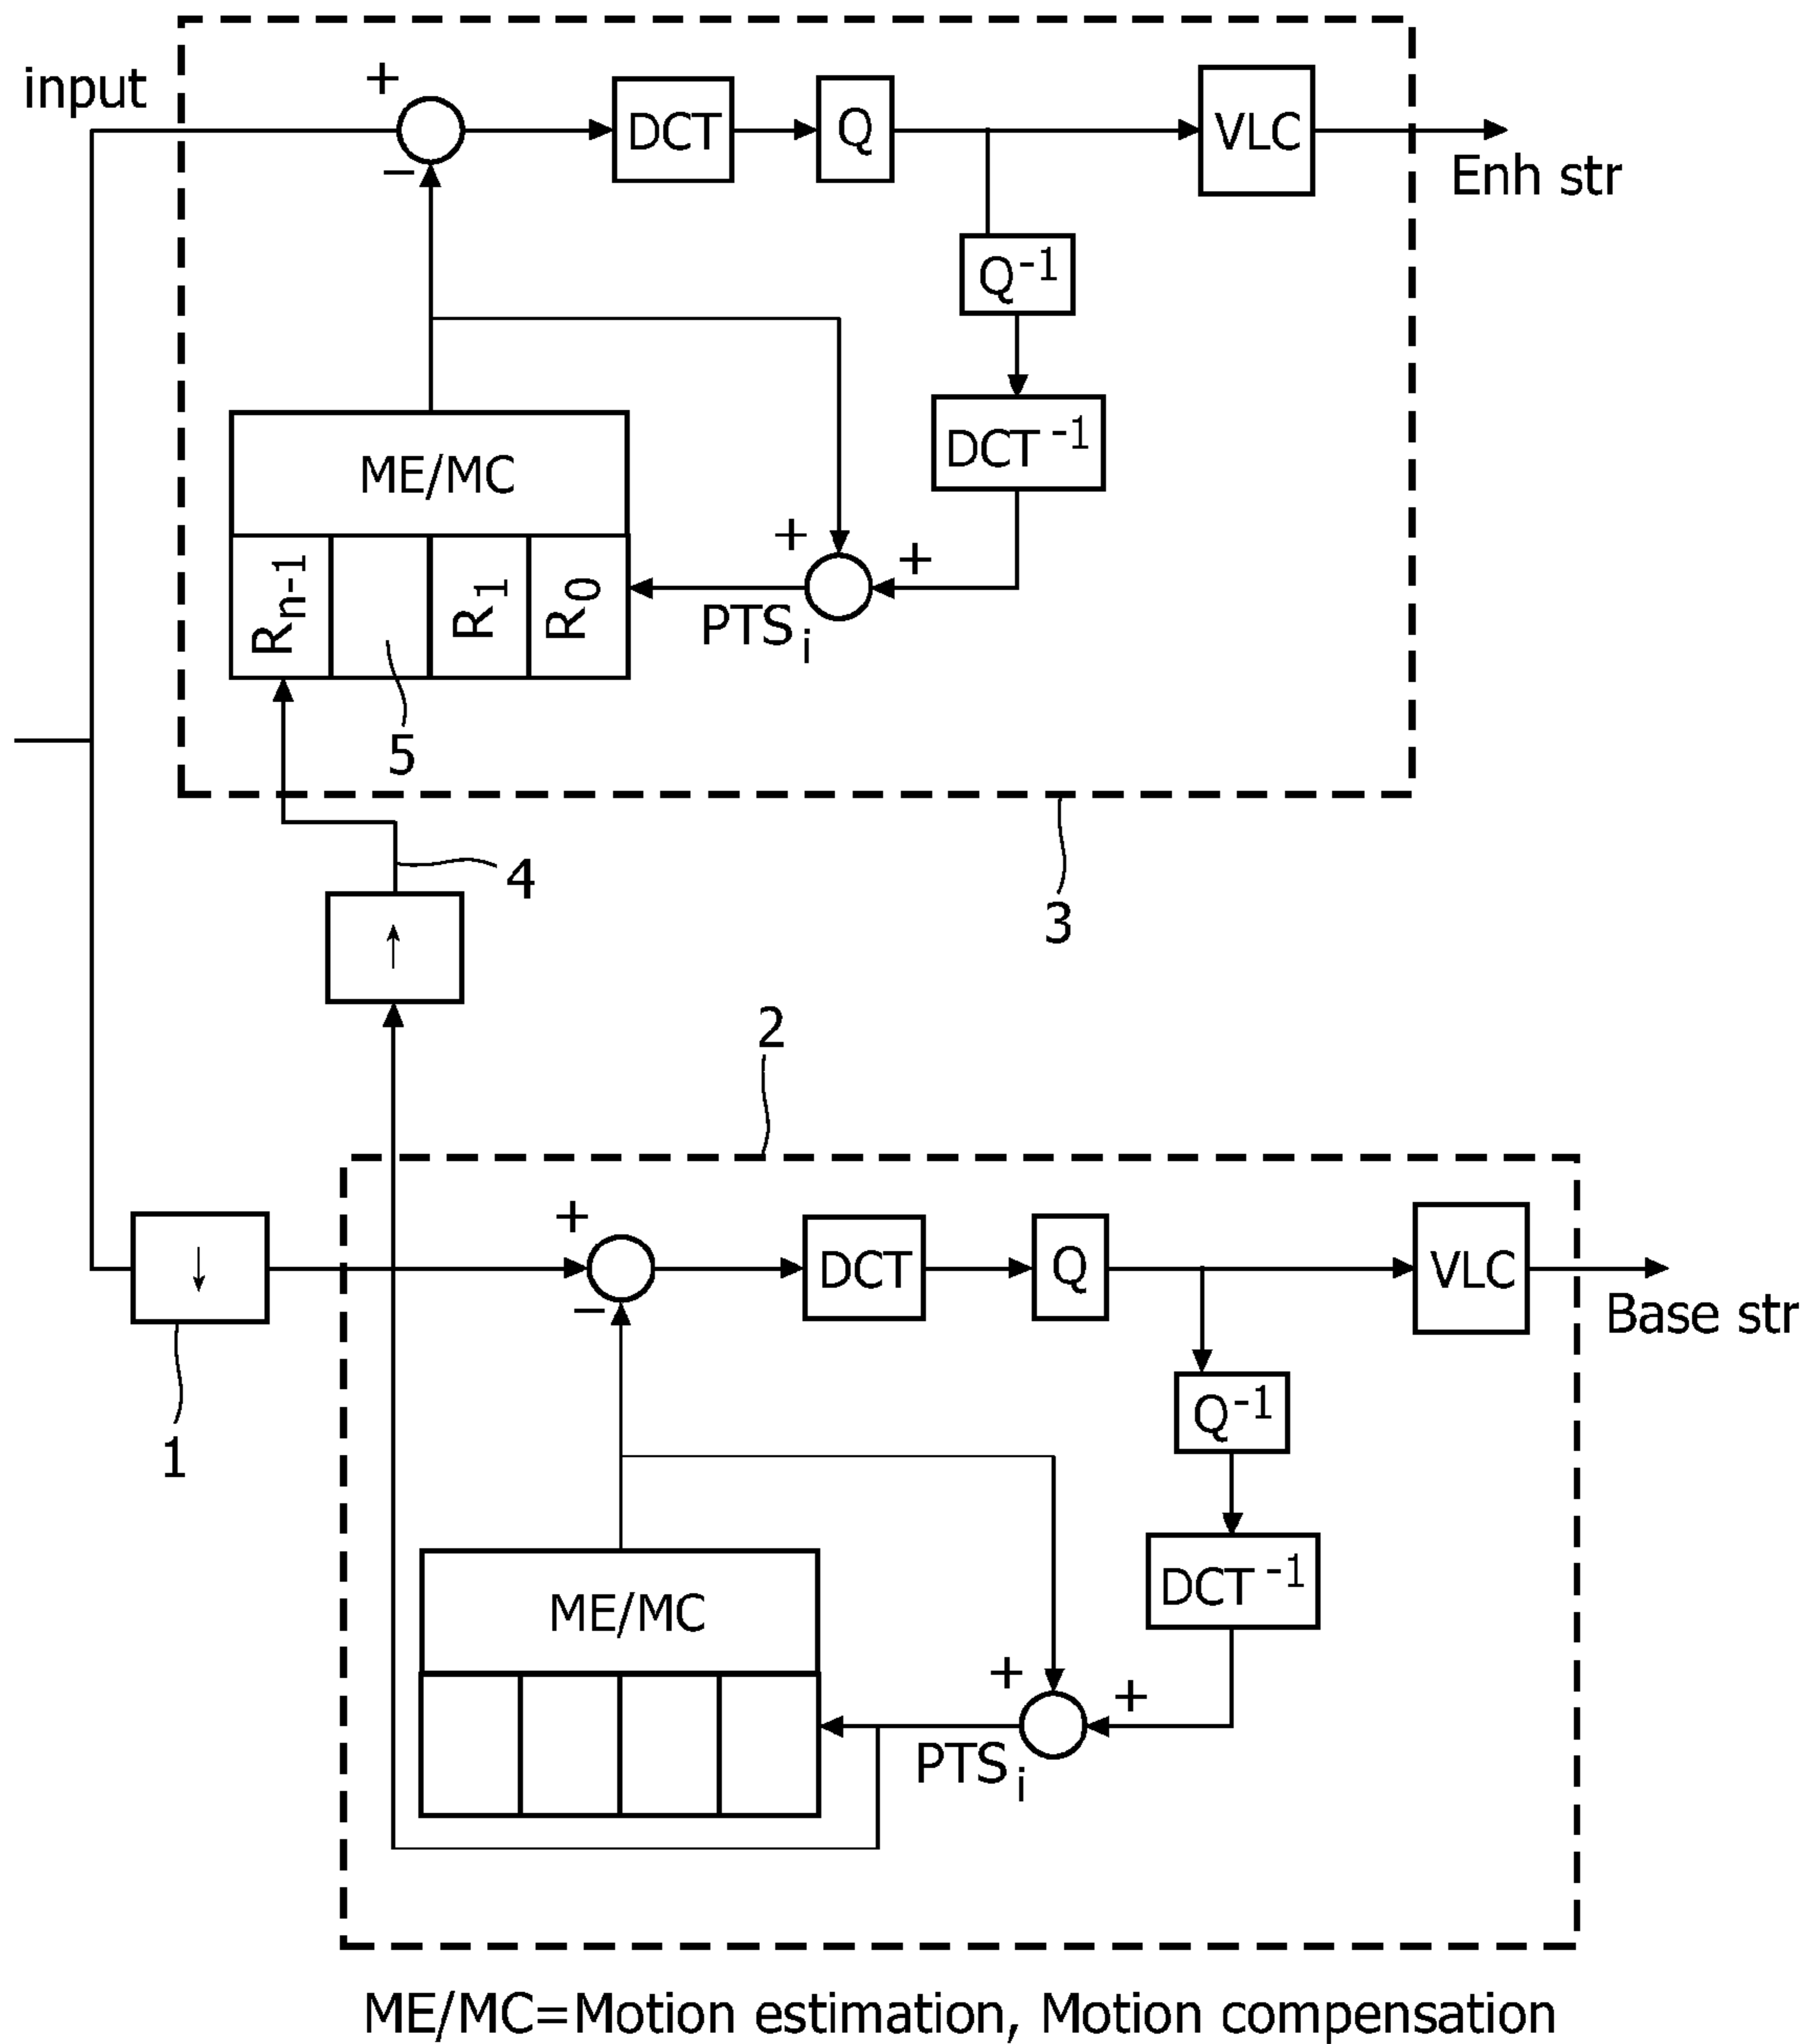 input
+
−
DCT
Q
VLC
Enh str
Q⁻¹
DCT⁻¹
ME/MC
Rₙ₋₁
R₁
R₀
+
+
PTSᵢ
5
4
3
↑
2
↓
1
+
−
DCT
Q
VLC
Base str
Q⁻¹
DCT⁻¹
ME/MC
+
+
PTSᵢ
ME/MC=Motion estimation, Motion compensation